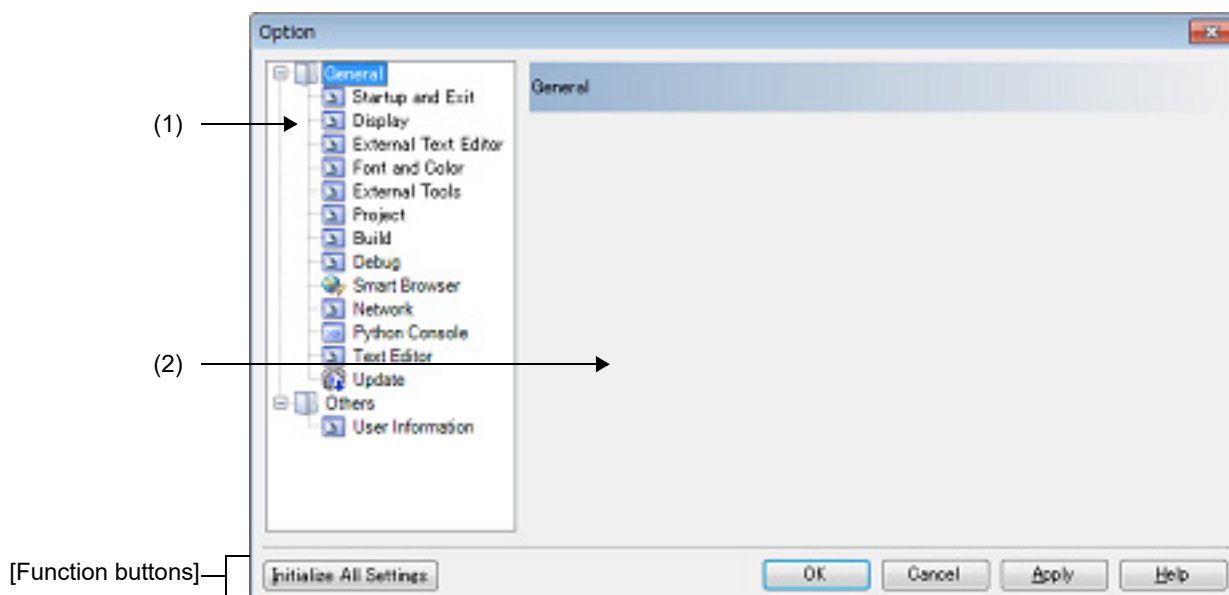 Option
General
Startup and Exit
(1)
Display
External Text Editor
Font and Color
External Tools
Project
Build
Debug
Smart Browser
Network
Python Console
(2)
Text Editor
Update
Others
User Information
General
[Function buttons]
Initialize All Settings
OK
Cancel
Apply
Help